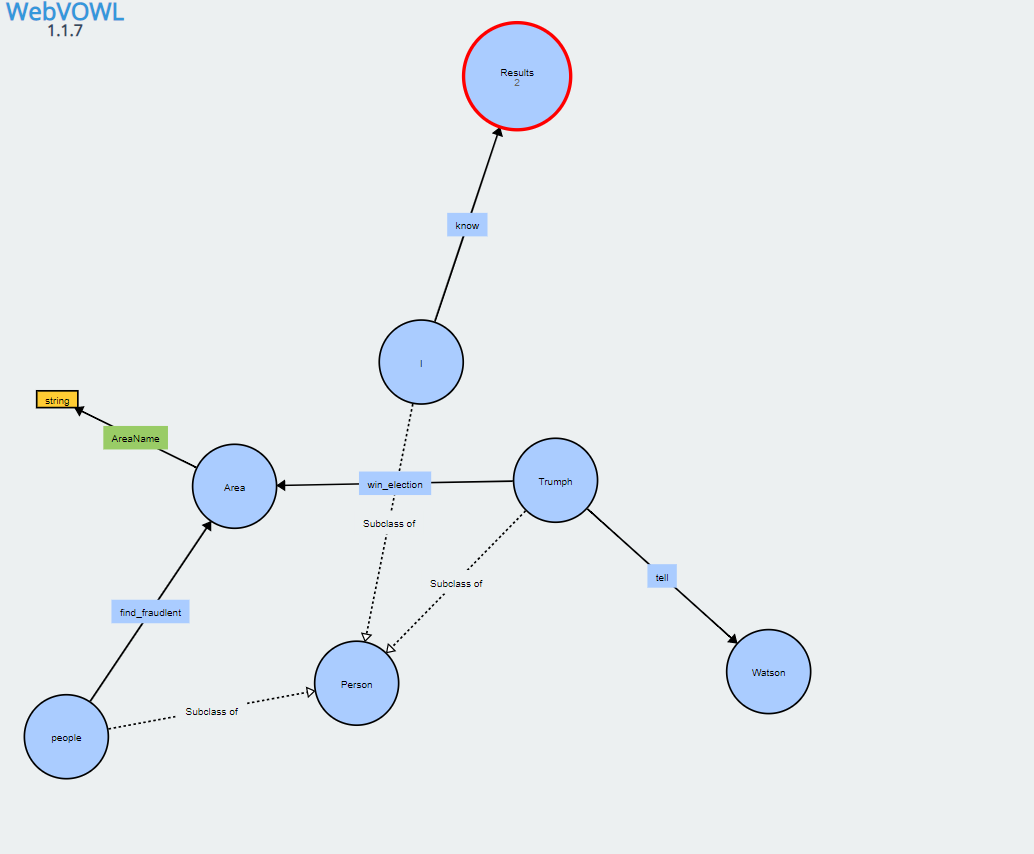 WebVOWL
1.1.7
Results
2
know
I
string
AreaName
Area
win_election
Trumph
Subclass of
Subclass of
tell
find_fraudlent
Person
Watson
Subclass of
people